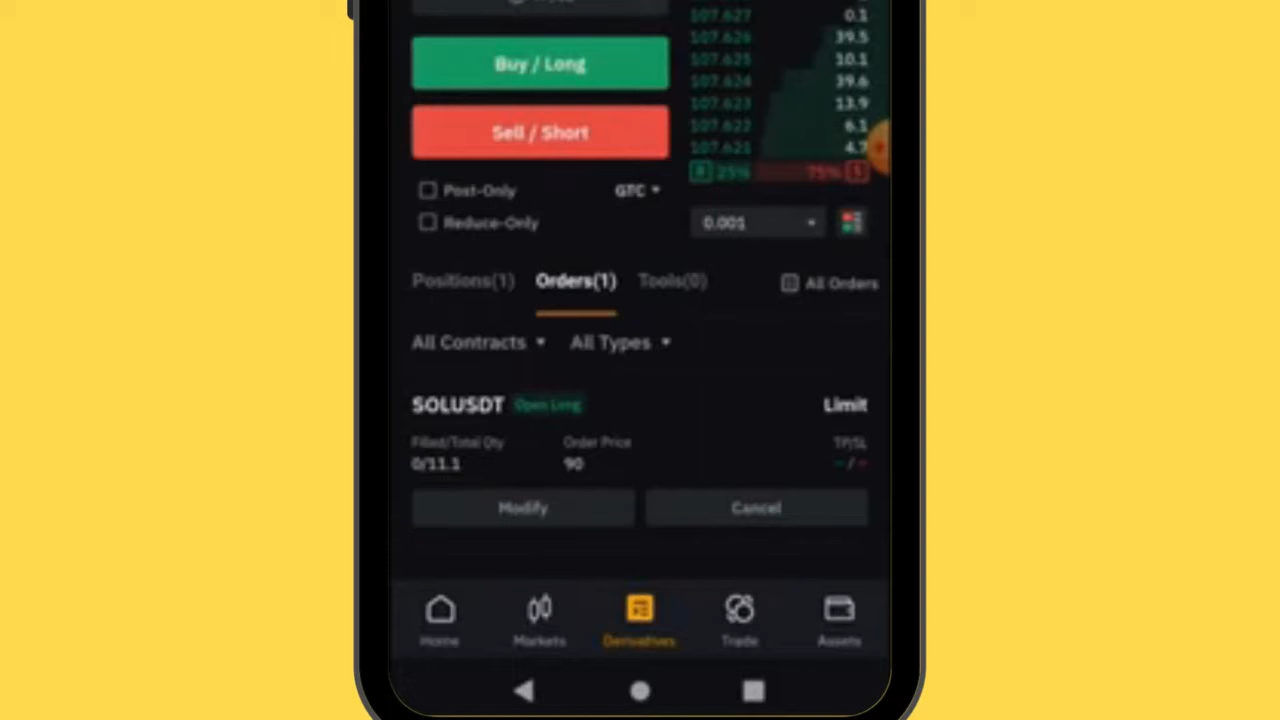 107.627 0.1
Buy / Long
107.626 39.5
107.625 10.1
107.624 39.6
107.623 13.9
Sell / Short
107.622 6.1
107.621 4.7
B 25% 75% S
Post-Only GTC
Reduce-Only
0.001
Positions(1) Orders(1) Tools(0) All Orders
All Contracts All Types
SOLUSDT Open Long Limit
Filled/Total Qty Order Price TP/SL
0/11.1 90 -- / --
Modify Cancel
Home Markets Derivatives Trade Assets